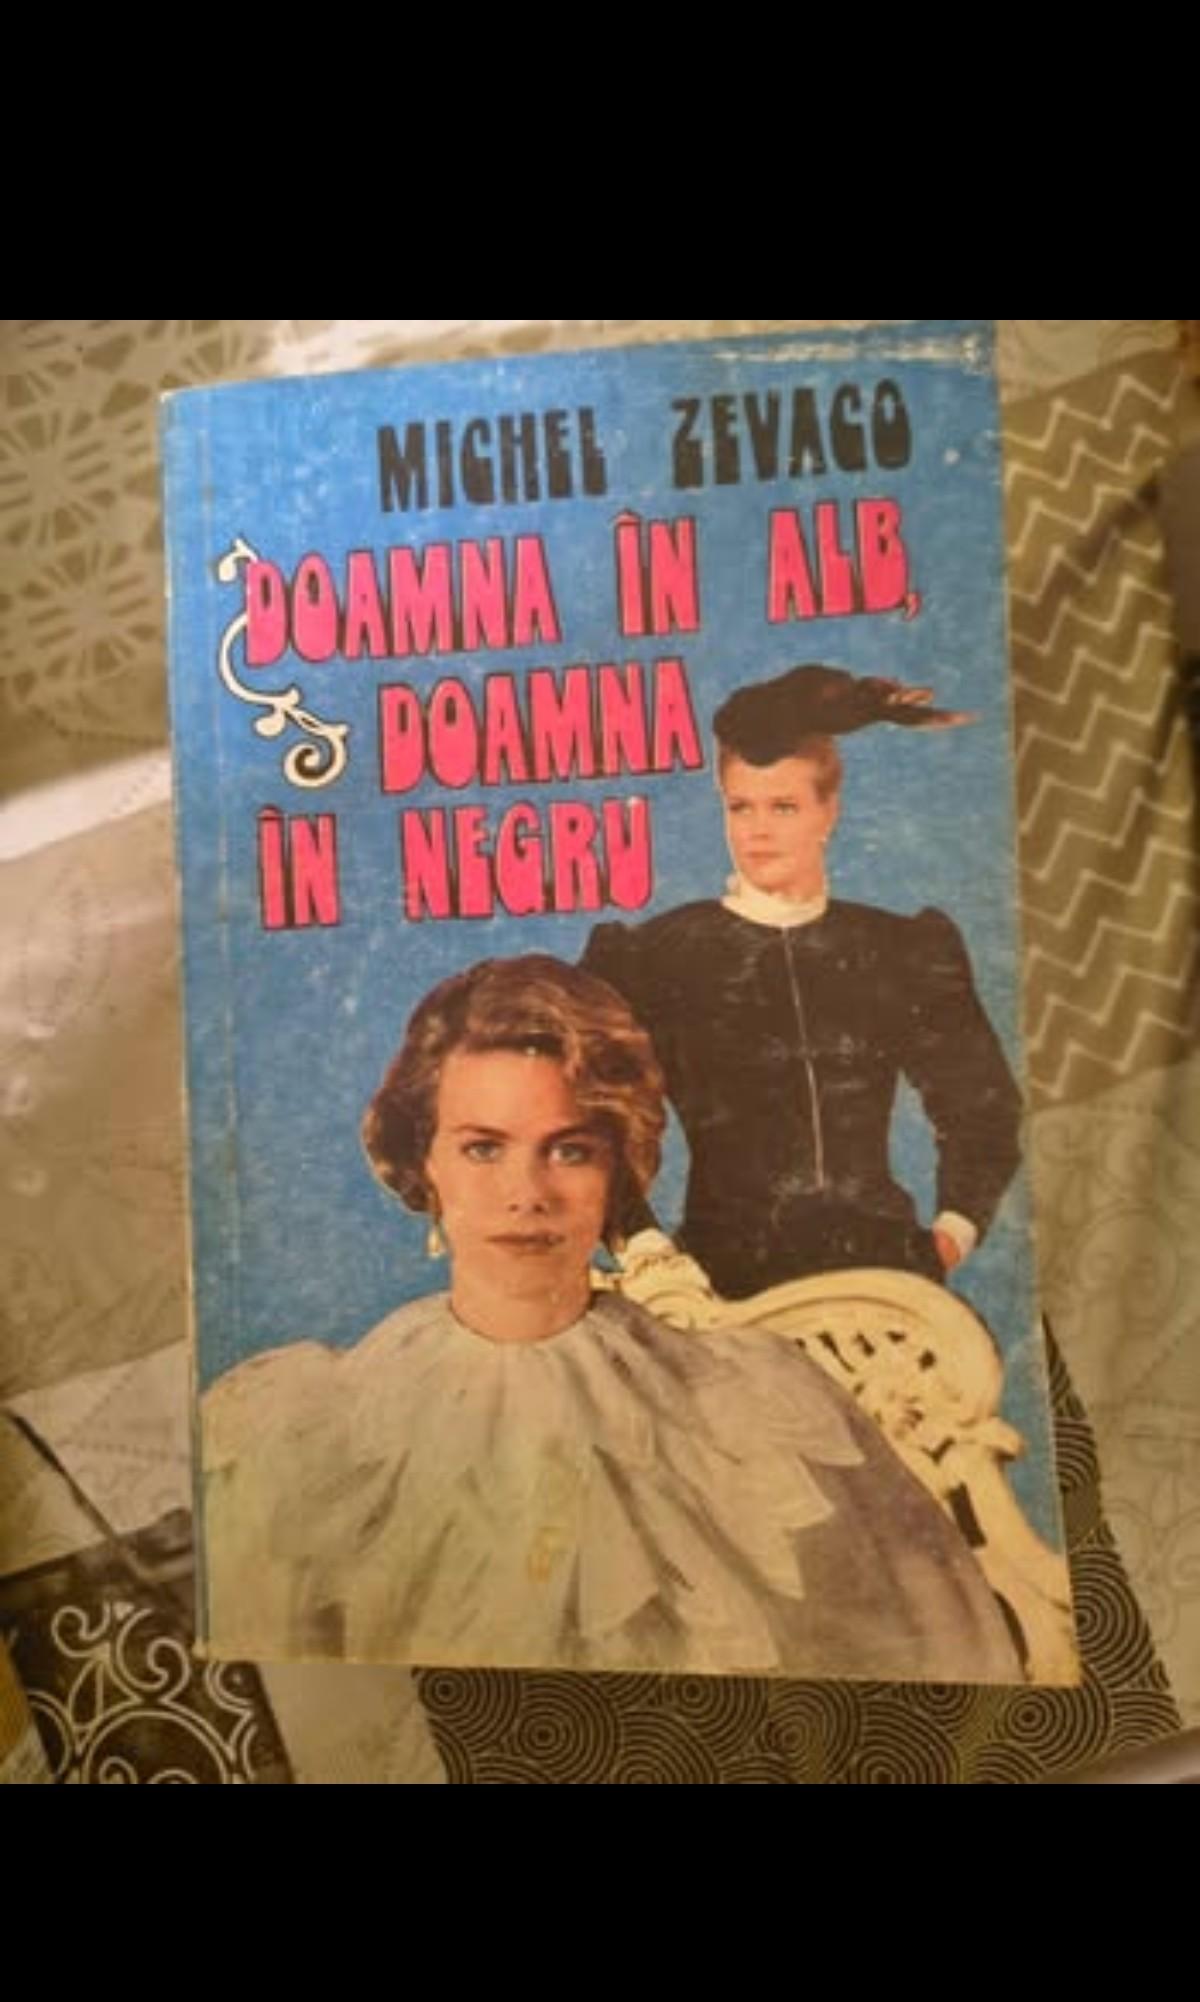 MICHEL ZEVACO
DOAMNA ÎN ALB,
DOAMNA
ÎN NEGRU